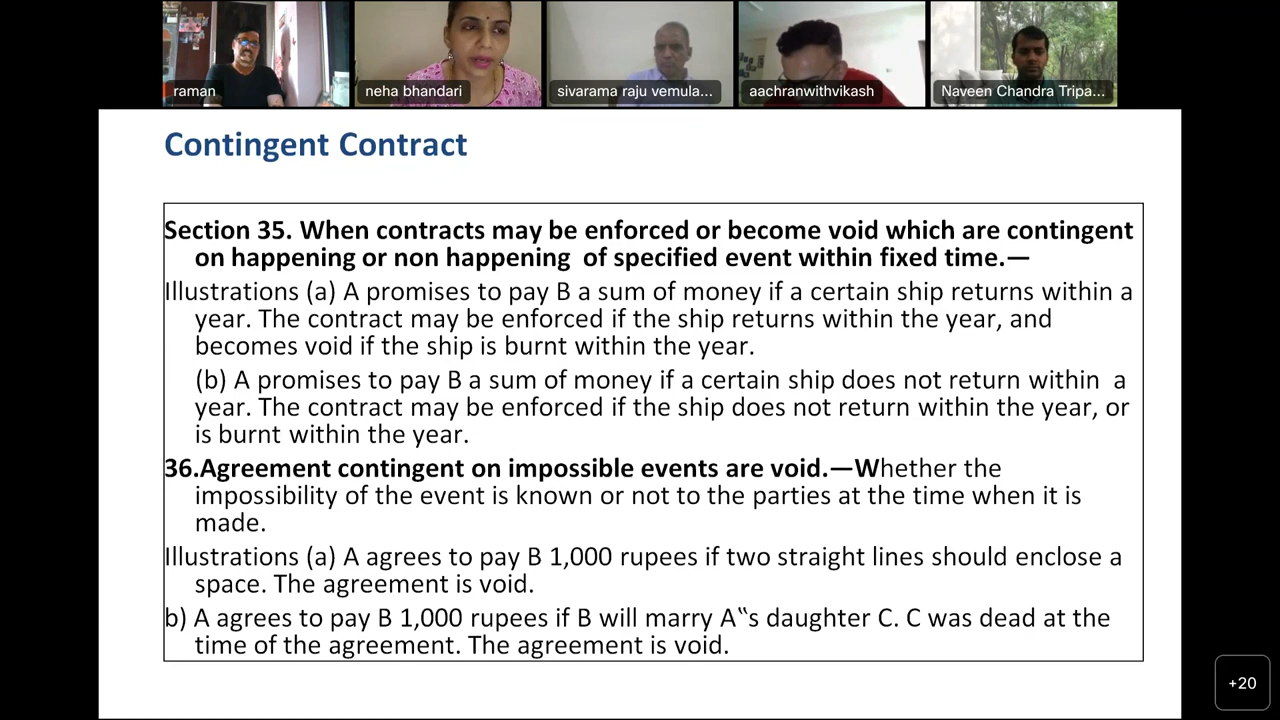 raman
neha bhandari
sivarama raju vemula...
aachranwithvikash
Naveen Chandra Tripa...
Contingent Contract
Section 35. When contracts may be enforced or become void which are contingent
on happening or non happening of specified event within fixed time.—
Illustrations (a) A promises to pay B a sum of money if a certain ship returns within a
year. The contract may be enforced if the ship returns within the year, and
becomes void if the ship is burnt within the year.
(b) A promises to pay B a sum of money if a certain ship does not return within a
year. The contract may be enforced if the ship does not return within the year, or
is burnt within the year.
36.Agreement contingent on impossible events are void.—Whether the
impossibility of the event is known or not to the parties at the time when it is
made.
Illustrations (a) A agrees to pay B 1,000 rupees if two straight lines should enclose a
space. The agreement is void.
b) A agrees to pay B 1,000 rupees if B will marry A‟s daughter C. C was dead at the
time of the agreement. The agreement is void.
+20